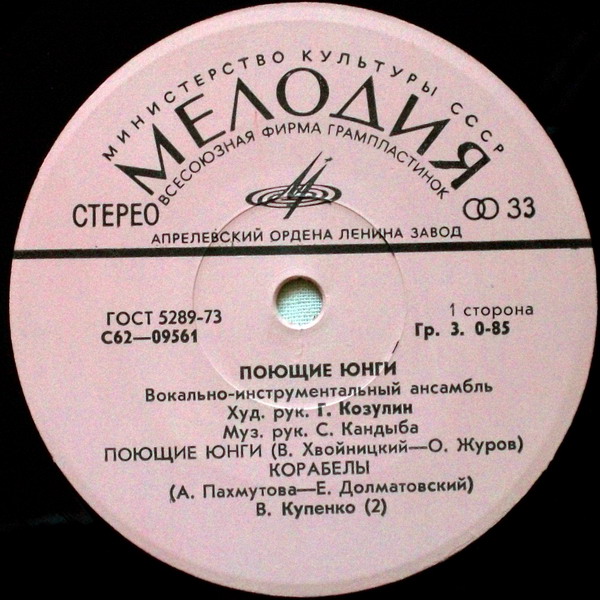 МИНИСТЕРСТВО КУЛЬТУРЫ СССР
МЕЛОДИЯ
ВСЕСОЮЗНАЯ ФИРМА ГРАМПЛАСТИНОК
СТЕРЕО
33
АПРЕЛЕВСКИЙ ОРДЕНА ЛЕНИНА ЗАВОД
ГОСТ 5289-73
1 сторона
С62—09561
Гр. 3. 0-85
ПОЮЩИЕ ЮНГИ
Вокально-инструментальный ансамбль
Худ. рук. Г. Козулин
Муз. рук. С. Кандыба
ПОЮЩИЕ ЮНГИ (В. Хвойницкий—О. Журов)
КОРАБЕЛЫ
(А. Пахмутова—Е. Долматовский)
В. Купенко (2)